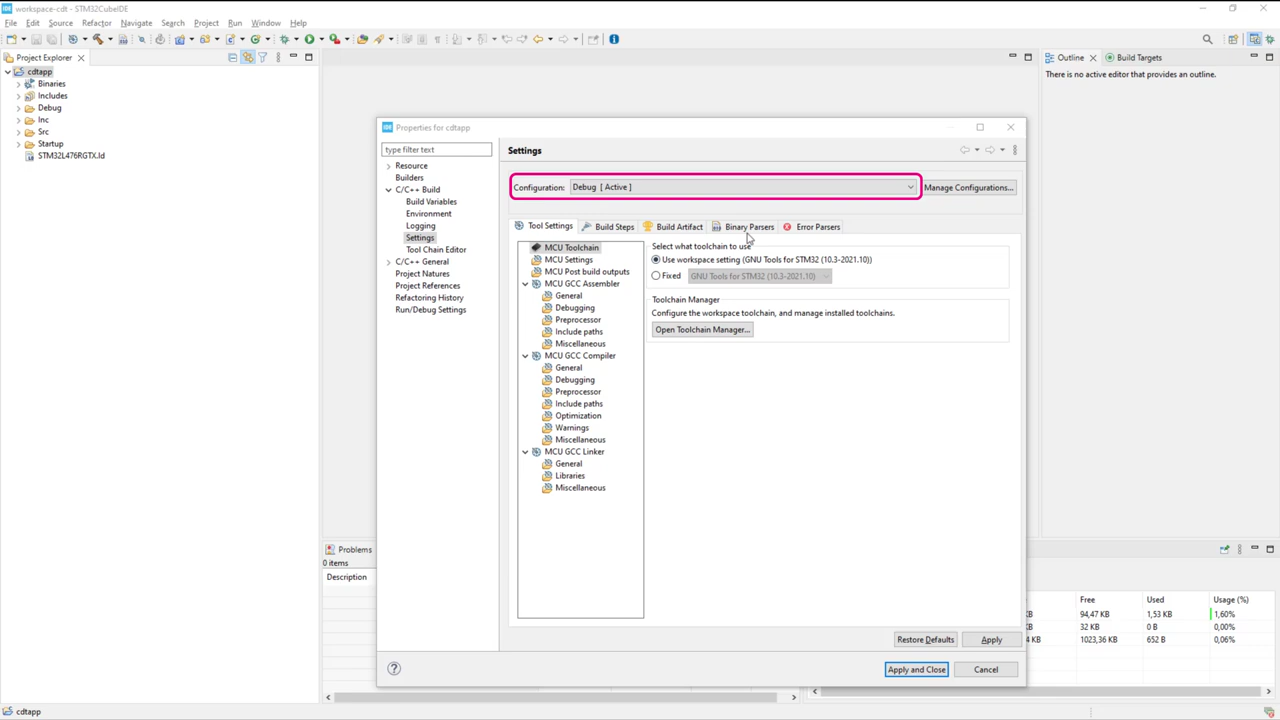 workspace-cdt - STM32CubeIDE
File Edit Source Refactor Navigate Search Project Run Window Help
Project Explorer
cdtapp
Binaries
Includes
Debug
Inc
Src
Startup
STM32L476RGTX.ld
Properties for cdtapp
type filter text
Resource
Builders
C/C++ Build
Build Variables
Environment
Logging
Settings
Tool Chain Editor
C/C++ General
Project Natures
Project References
Refactoring History
Run/Debug Settings
Settings
Configuration: Debug [ Active ] Manage Configurations...
Tool Settings Build Steps Build Artifact Binary Parsers Error Parsers
MCU Toolchain
MCU Settings
MCU Post build outputs
MCU GCC Assembler
General
Debugging
Preprocessor
Include paths
Miscellaneous
MCU GCC Compiler
General
Debugging
Preprocessor
Include paths
Optimization
Warnings
Miscellaneous
MCU GCC Linker
General
Libraries
Miscellaneous
Select what toolchain to use
Use workspace setting (GNU Tools for STM32 (10.3-2021.10))
Fixed GNU Tools for STM32 (10.3-2021.10)
Toolchain Manager
Configure the workspace toolchain, and manage installed toolchains.
Open Toolchain Manager...
Restore Defaults Apply
Apply and Close Cancel
Outline Build Targets
There is no active editor that provides an outline.
Problems
0 items
Description
Free Used Usage (%)
KB 94,47 KB 1,53 KB 1,60%
KB 32 KB 0 B 0,00%
4 KB 1023,36 KB 652 B 0,06%
cdtapp